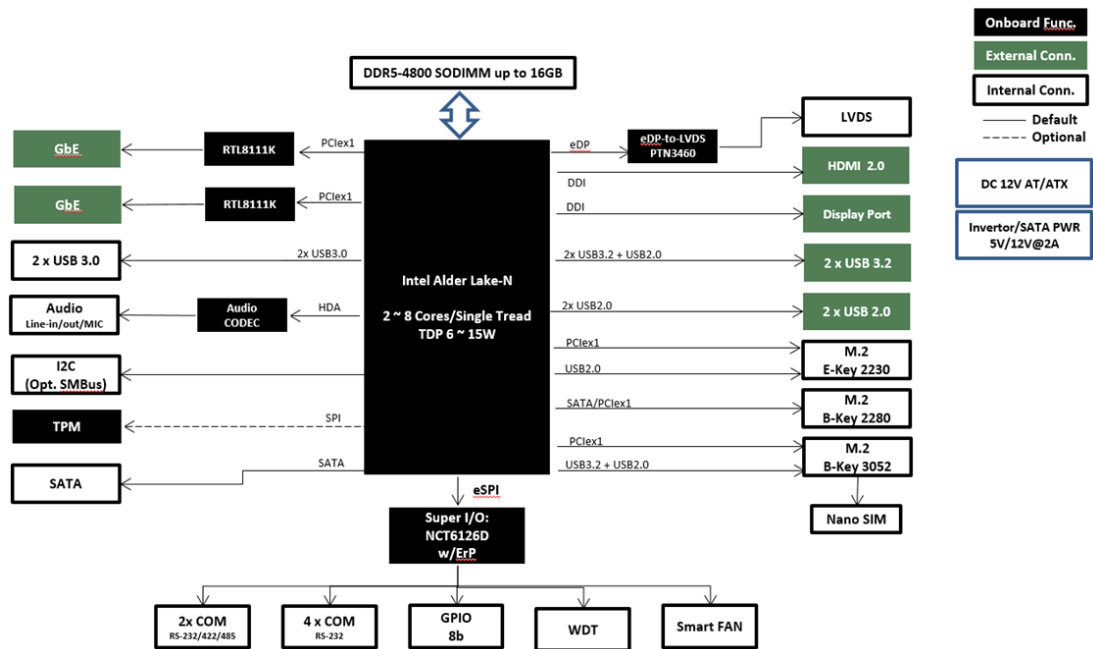 Onboard Func.
External Conn.
Internal Conn.
Default
Optional
DC 12V AT/ATX
Invertor/SATA PWR
5V/12V@2A
DDR5-4800 SODIMM up to 16GB
GbE
RTL8111K
PCIex1
GbE
RTL8111K
PCIex1
2 x USB 3.0
2x USB3.0
Audio
Line-in/out/MIC
Audio
CODEC
HDA
I2C
(Opt. SMBus)
TPM
SPI
SATA
SATA
Intel Alder Lake-N
2 ~ 8 Cores/Single Tread
TDP 6 ~ 15W
eDP
eDP-to-LVDS
PTN3460
LVDS
DDI
HDMI 2.0
DDI
Display Port
2x USB3.2 + USB2.0
2 x USB 3.2
2x USB2.0
2 x USB 2.0
PCIex1
USB2.0
M.2
E-Key 2230
SATA/PCIex1
M.2
B-Key 2280
PCIex1
USB3.2 + USB2.0
M.2
B-Key 3052
Nano SIM
eSPI
Super I/O:
NCT6126D
w/ErP
2x COM
RS-232/422/485
4 x COM
RS-232
GPIO
8b
WDT
Smart FAN